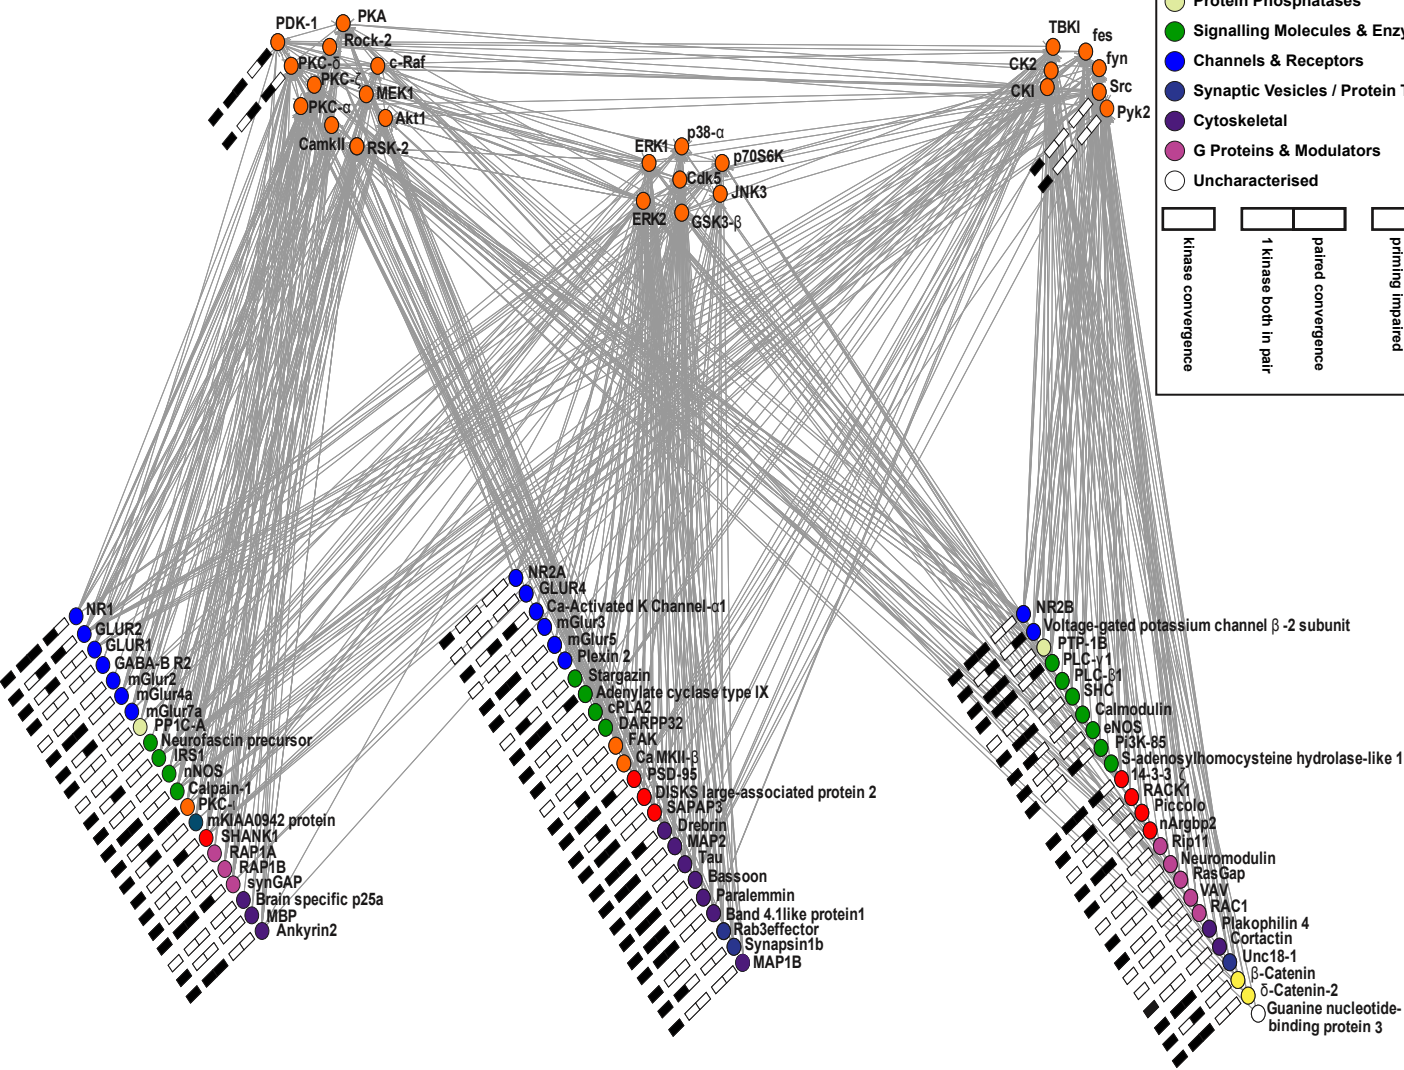 PDK-1
PKA
Rock-2
PKC-δ
c-Raf
PKC-ζ
MEK1
PKC-α
Akt1
CamkII
RSK-2
ERK1
p38-α
p70S6K
Cdk5
JNK3
ERK2
GSK3-β
TBKI
fes
CK2
fyn
CKI
Src
Pyk2
Protein Phosphatases
Signalling Molecules & Enzy
Channels & Receptors
Synaptic Vesicles / Protein T
Cytoskeletal
G Proteins & Modulators
Uncharacterised
kinase convergence
1 kinase both in pair
paired convergence
priming impaired
NR1
GLUR2
GLUR1
GABA-B R2
mGlur2
mGlur4a
mGlur7a
PP1C-A
Neurofascin precursor
IRS1
nNOS
Calpain-1
PKC-ι
mKIAA0942 protein
SHANK1
RAP1A
RAP1B
synGAP
Brain specific p25a
MBP
Ankyrin2
NR2A
GLUR4
Ca-Activated K Channel-α1
mGlur3
mGlur5
Plexin 2
Stargazin
Adenylate cyclase type IX
cPLA2
DARPP32
FAK
Ca MKII-β
PSD-95
DISKS large-associated protein 2
SAPAP3
Drebrin
MAP2
Tau
Bassoon
Paralemmin
Band 4.1like protein1
Rab3effector
Synapsin1b
MAP1B
NR2B
Voltage-gated potassium channel β -2 subunit
PTP-1B
PLC-γ1
PLC-β1
SHC
Calmodulin
eNOS
Pi3K-85
S-adenosylhomocysteine hydrolase-like 1
14-3-3 ζ
RACK1
Piccolo
nArgbp2
Rip11
Neuromodulin
RasGap
VAV
RAC1
Plakophilin 4
Cortactin
Unc18-1
β-Catenin
δ-Catenin-2
Guanine nucleotide-
binding protein 3